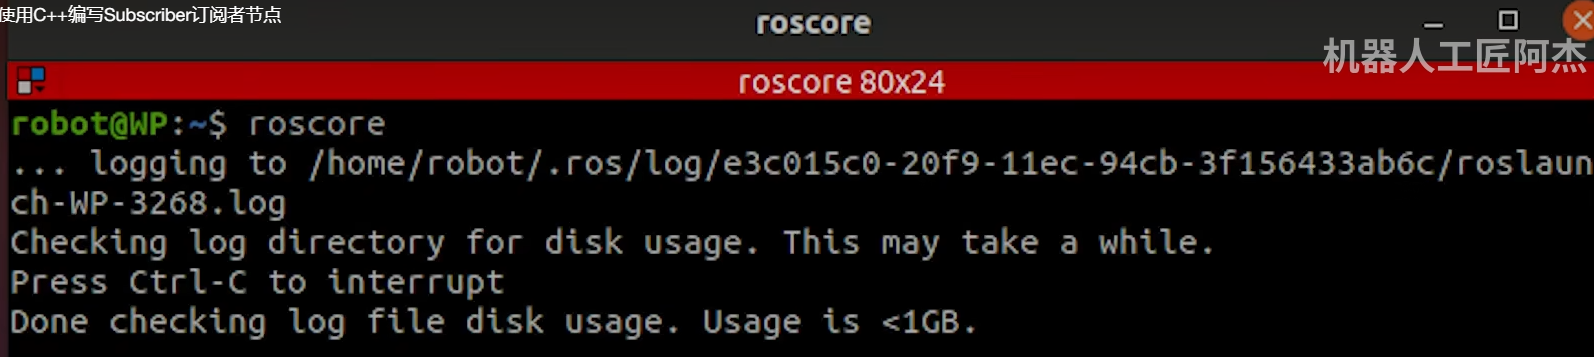 使用C++编写Subscriber订阅者节点
roscore
机器人工匠阿杰
roscore 80x24
robot@WP:~$ roscore
... logging to /home/robot/.ros/log/e3c015c0-20f9-11ec-94cb-3f156433ab6c/roslaun
ch-WP-3268.log
Checking log directory for disk usage. This may take a while.
Press Ctrl-C to interrupt
Done checking log file disk usage. Usage is <1GB.